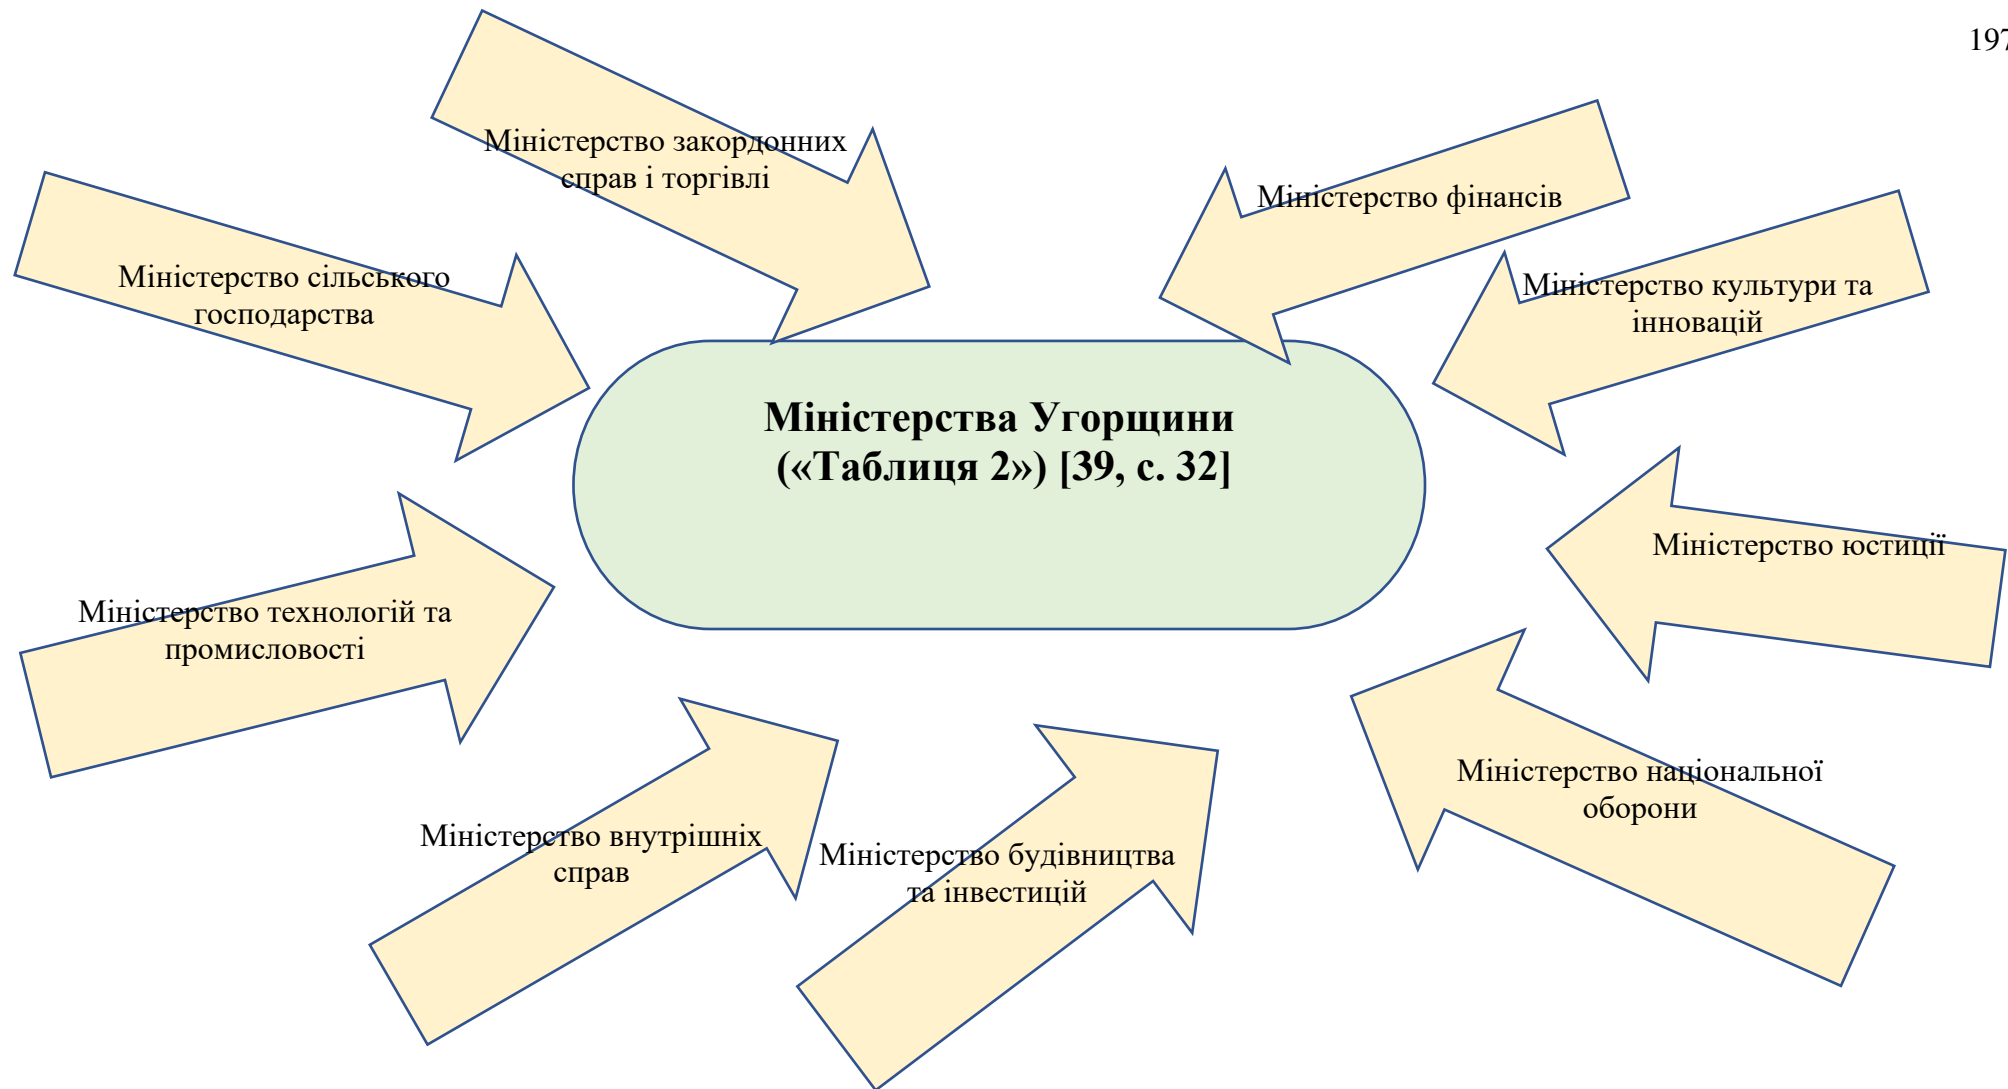 197
Міністерство закордонних
справ і торгівлі
Міністерство фінансів
Міністерство сільського
господарства
Міністерство культури та
інновацій
Міністерства Угорщини
(«Таблиця 2») [39, с. 32]
Міністерство юстиції
Міністерство технологій та
промисловості
Міністерство національної
оборони
Міністерство внутрішніх
справ
Міністерство будівництва
та інвестицій